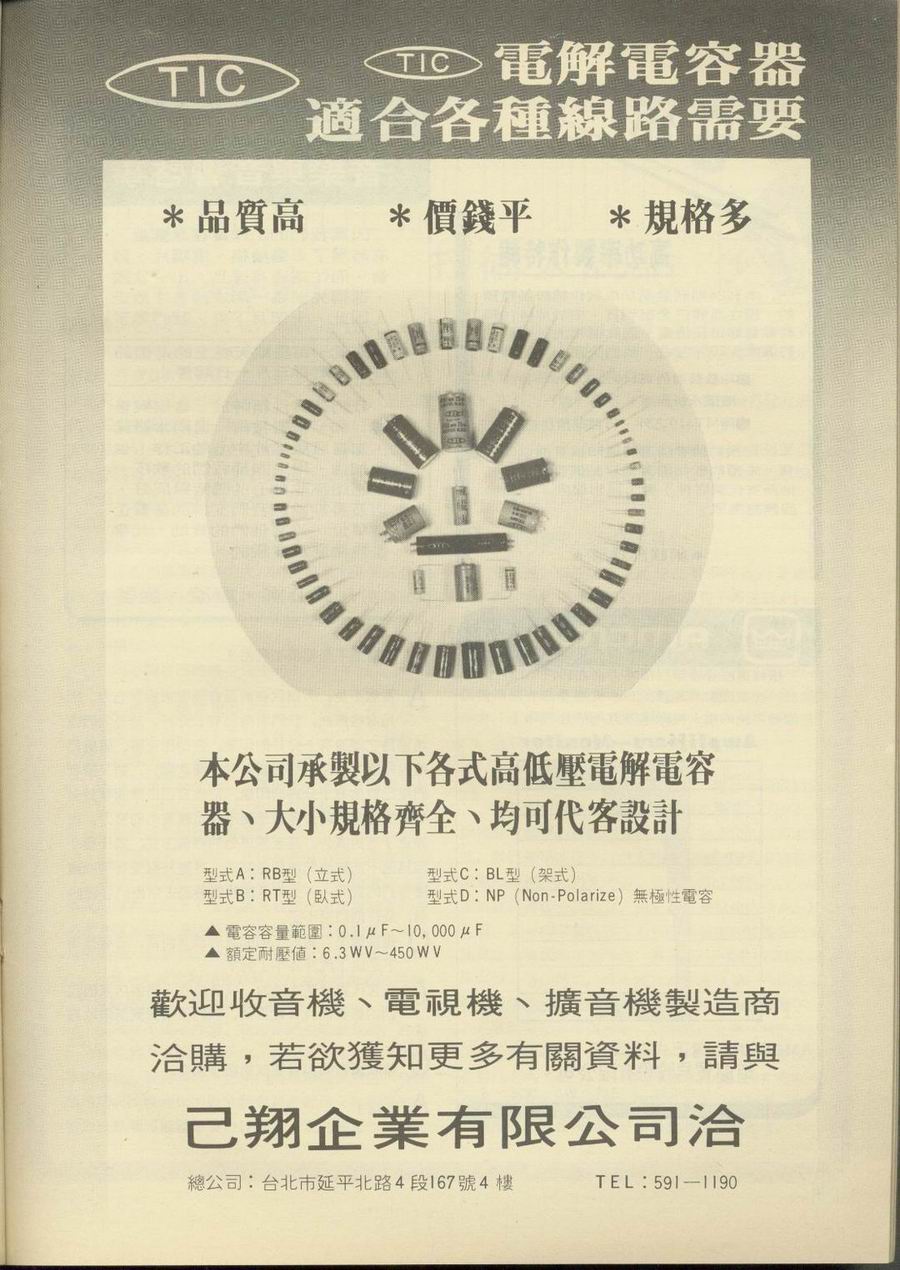 TIC
TIC 電解電容器
適合各種線路需要
＊品質高 ＊價錢平 ＊規格多
本公司承製以下各式高低壓電解電容
器、大小規格齊全、均可代客設計
型式A：RB型（立式） 型式C：BL型（架式）
型式B：RT型（臥式） 型式D：NP（Non-Polarize）無極性電容
▲電容容量範圍：0.1μF～10,000μF
▲額定耐壓值：6.3WV～450WV
歡迎收音機、電視機、擴音機製造商
洽購，若欲獲知更多有關資料，請與
己翔企業有限公司洽
總公司：台北市延平北路4段167號4樓 TEL：591—1190